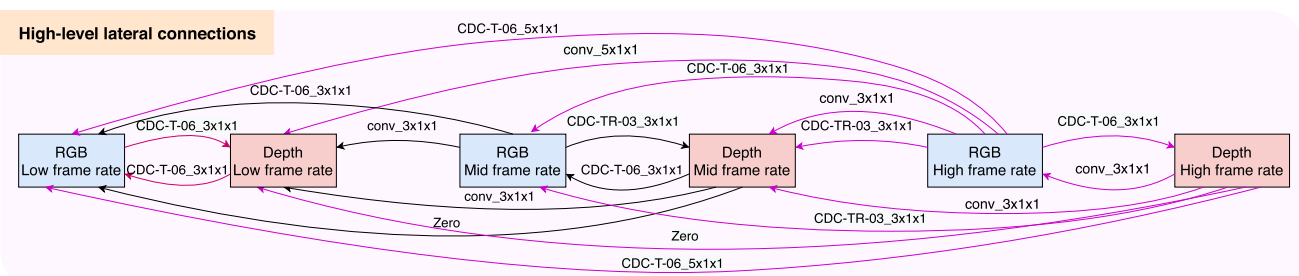 CDC-T-06_5x1x1
High-level lateral connections
conv_5x1x1
CDC-T-06_3x1x1
CDC-T-06_3x1x1
conv_3x1x1
CDC-T-06_3x1x1
conv_3x1x1
CDC-TR-03_3x1x1
CDC-TR-03_3x1x1
CDC-T-06_3x1x1
RGB
Low frame rate
Depth
Low frame rate
RGB
Mid frame rate
Depth
Mid frame rate
RGB
High frame rate
Depth
High frame rate
CDC-T-06_3x1x1
CDC-T-06_3x1x1
conv_3x1x1
conv_3x1x1
conv_3x1x1
CDC-TR-03_3x1x1
Zero
Zero
CDC-T-06_5x1x1